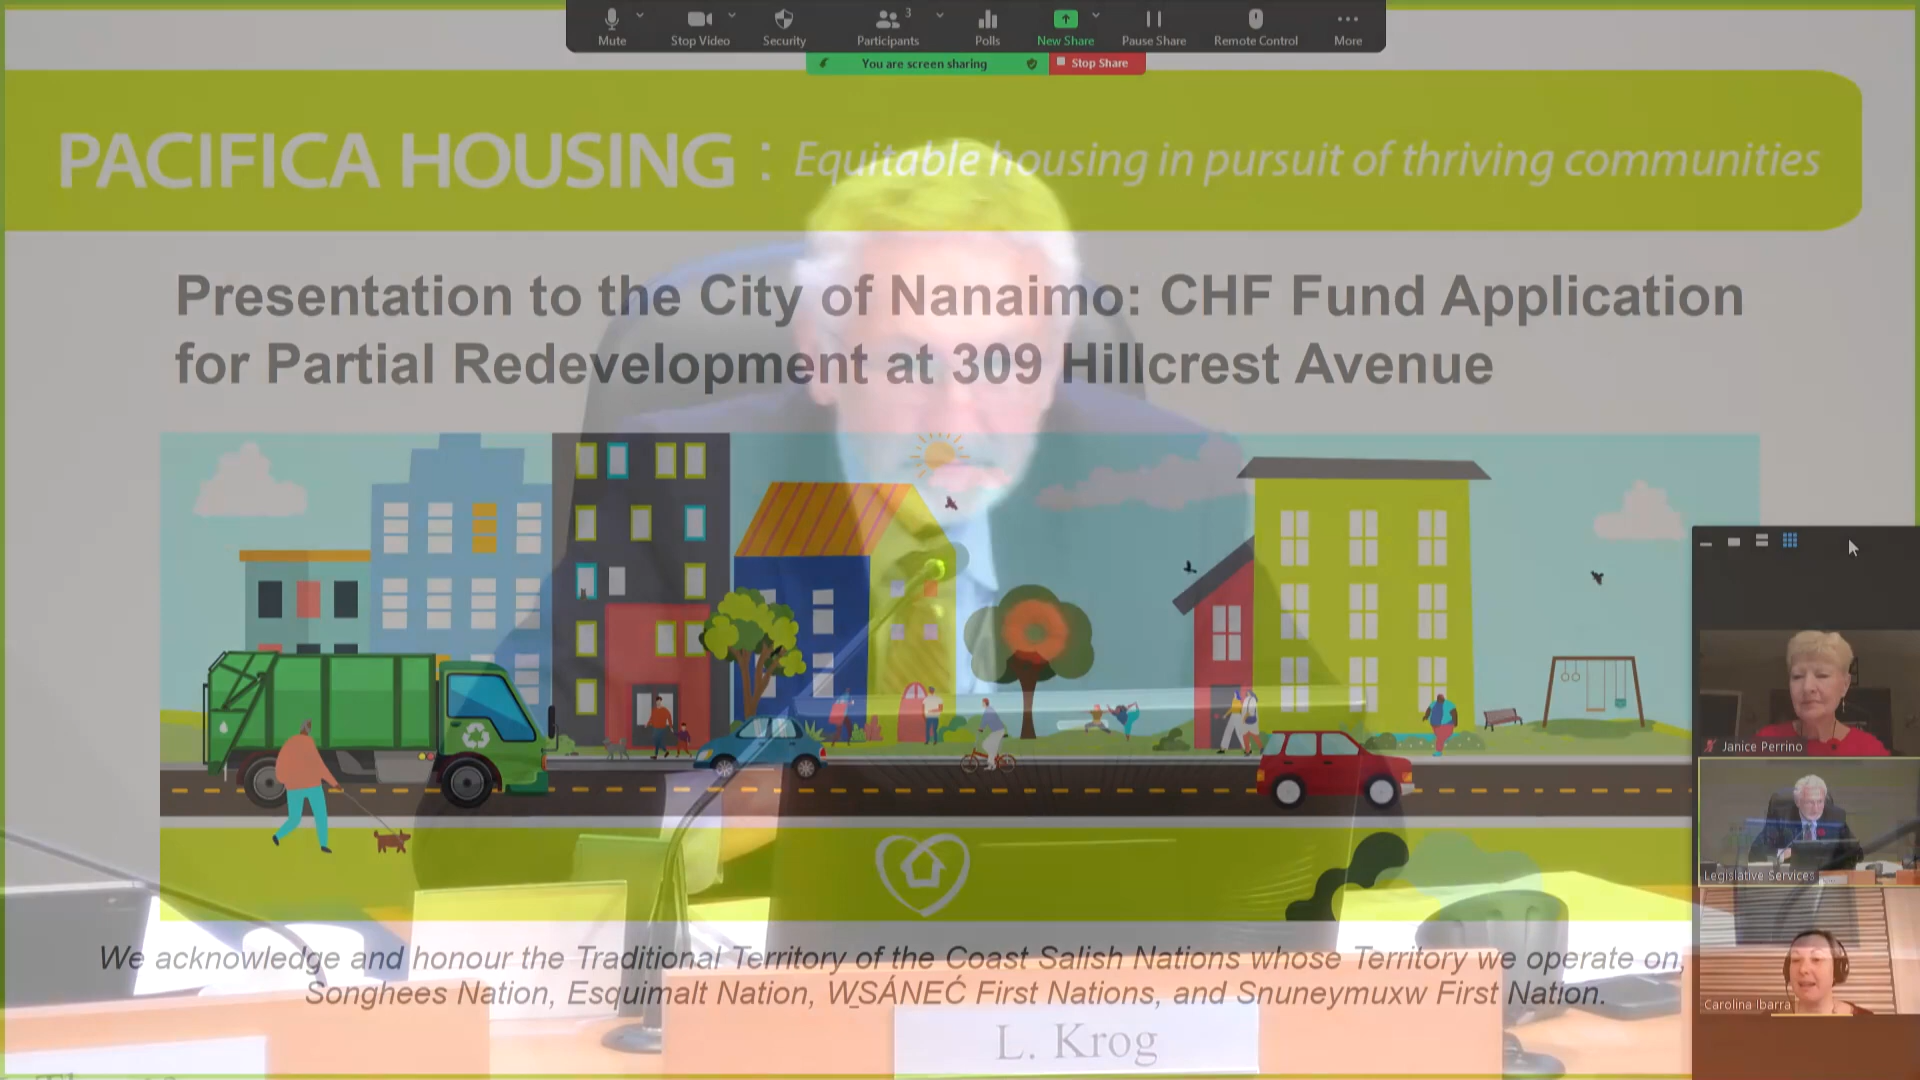 Mute
Stop Video
Security
Participants
3
Polls
New Share
Pause Share
Remote Control
More
You are screen sharing
Stop Share
PACIFICA HOUSING : Equitable housing in pursuit of thriving communities
Presentation to the City of Nanaimo: CHF Fund Application
for Partial Redevelopment at 309 Hillcrest Avenue
Janice Perrino
Legislative Services
Carolina Ibarra
We acknowledge and honour the Traditional Territory of the Coast Salish Nations whose Territory we operate on,
Songhees Nation, Esquimalt Nation, W̱SÁNEĆ First Nations, and Snuneymuxw First Nation.
L. Krog